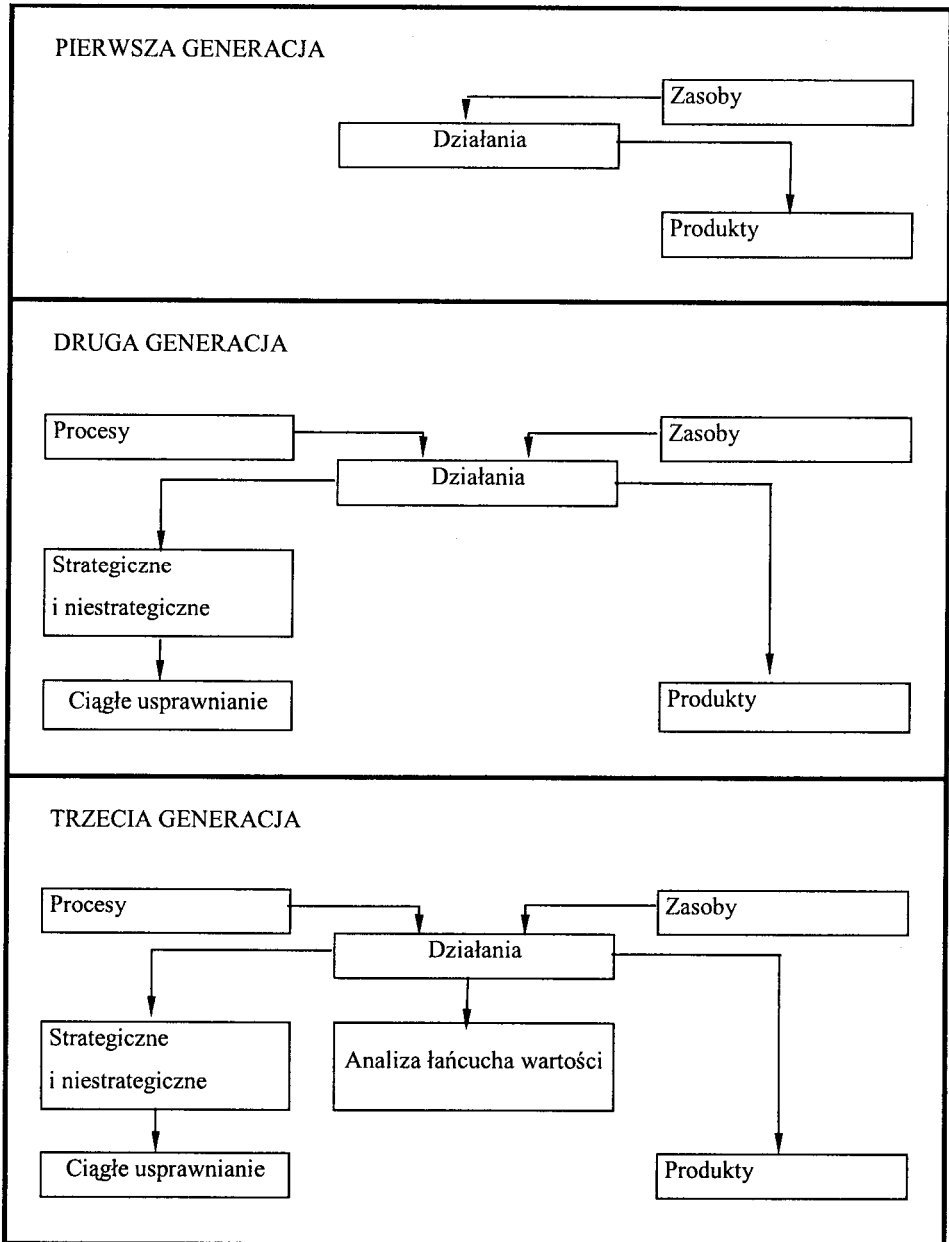 PIERWSZA GENERACJA
Zasoby
Działania
Produkty
DRUGA GENERACJA
Procesy
Zasoby
Działania
Strategiczne
i niestrategiczne
Ciągłe usprawnianie
Produkty
TRZECIA GENERACJA
Procesy
Zasoby
Działania
Strategiczne
i niestrategiczne
Analiza łańcucha wartości
Ciągłe usprawnianie
Produkty